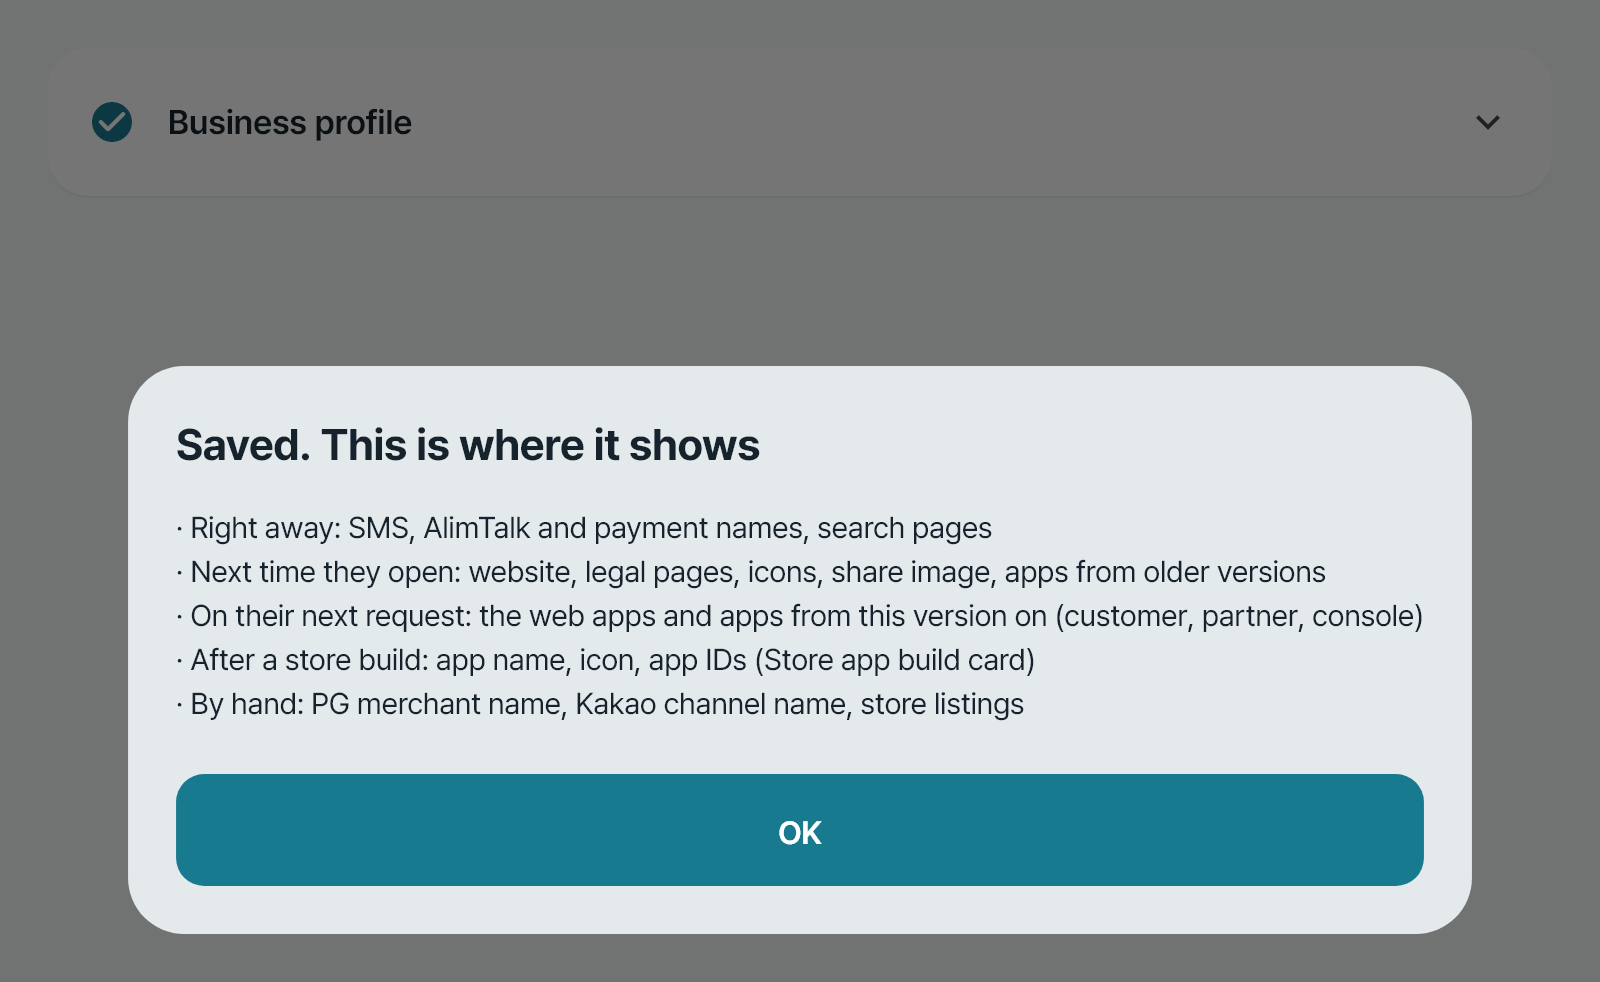 Business profile
Saved. This is where it shows
· Right away: SMS, AlimTalk and payment names, search pages
· Next time they open: website, legal pages, icons, share image, apps from older versions
· On their next request: the web apps and apps from this version on (customer, partner, console)
· After a store build: app name, icon, app IDs (Store app build card)
· By hand: PG merchant name, Kakao channel name, store listings
OK